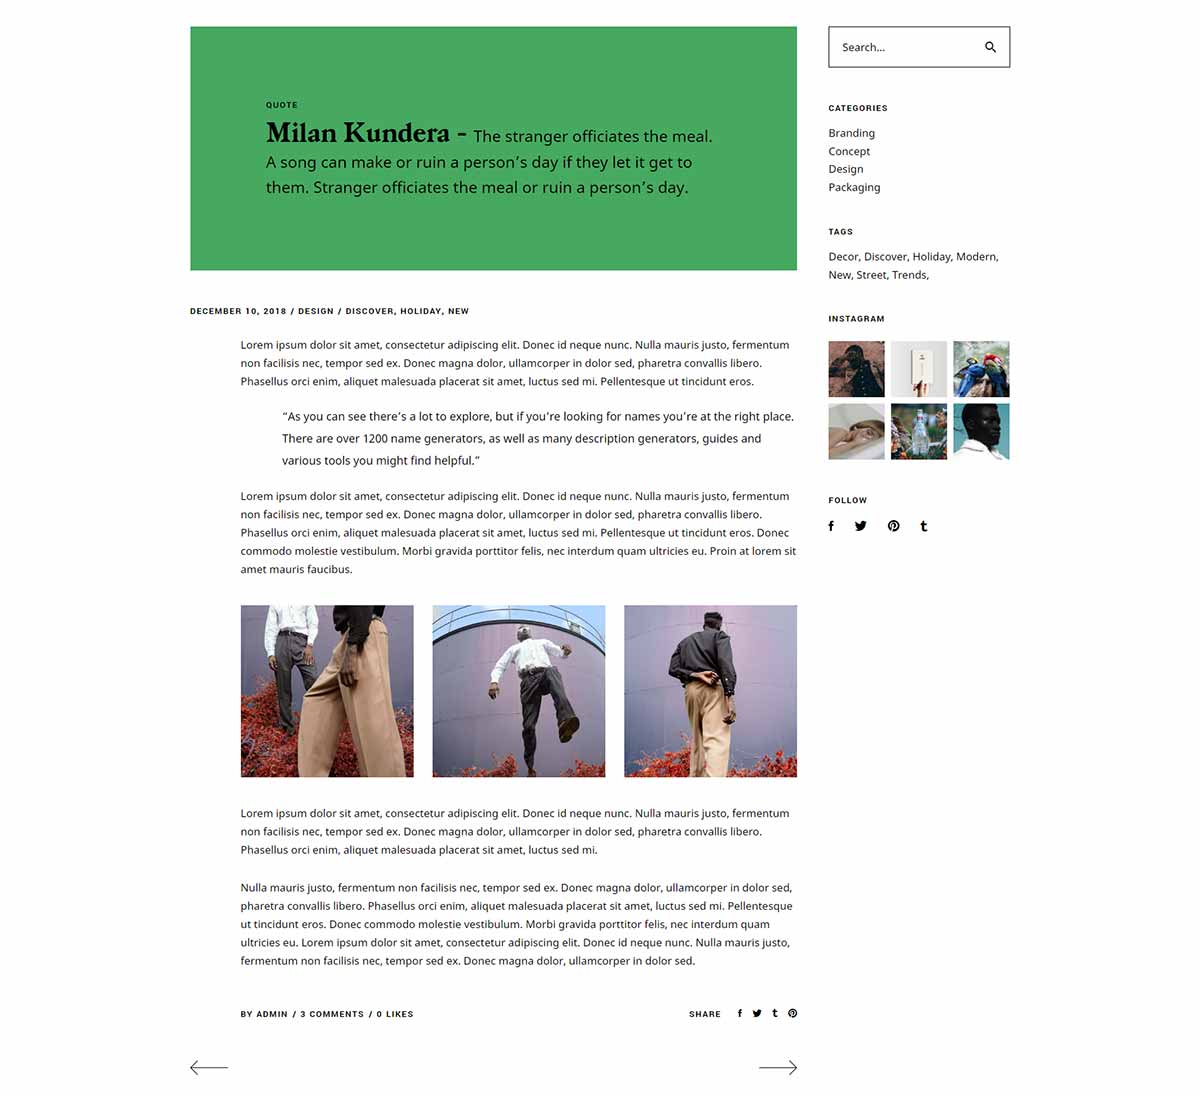 QUOTE
Milan Kundera - The stranger officiates the meal.
A song can make or ruin a person’s day if they let it get to
them. Stranger officiates the meal or ruin a person’s day.
DECEMBER 10, 2018 / DESIGN / DISCOVER, HOLIDAY, NEW
Lorem ipsum dolor sit amet, consectetur adipiscing elit. Donec id neque nunc. Nulla mauris justo, fermentum
non facilisis nec, tempor sed ex. Donec magna dolor, ullamcorper in dolor sed, pharetra convallis libero.
Phasellus orci enim, aliquet malesuada placerat sit amet, luctus sed mi. Pellentesque ut tincidunt eros.
“As you can see there’s a lot to explore, but if you’re looking for names you’re at the right place.
There are over 1200 name generators, as well as many description generators, guides and
various tools you might find helpful.”
Lorem ipsum dolor sit amet, consectetur adipiscing elit. Donec id neque nunc. Nulla mauris justo, fermentum
non facilisis nec, tempor sed ex. Donec magna dolor, ullamcorper in dolor sed, pharetra convallis libero.
Phasellus orci enim, aliquet malesuada placerat sit amet, luctus sed mi. Pellentesque ut tincidunt eros. Donec
commodo molestie vestibulum. Morbi gravida porttitor felis, nec interdum quam ultricies eu. Proin at lorem sit
amet mauris faucibus.
Lorem ipsum dolor sit amet, consectetur adipiscing elit. Donec id neque nunc. Nulla mauris justo, fermentum
non facilisis nec, tempor sed ex. Donec magna dolor, ullamcorper in dolor sed, pharetra convallis libero.
Phasellus orci enim, aliquet malesuada placerat sit amet, luctus sed mi.
Nulla mauris justo, fermentum non facilisis nec, tempor sed ex. Donec magna dolor, ullamcorper in dolor sed,
pharetra convallis libero. Phasellus orci enim, aliquet malesuada placerat sit amet, luctus sed mi. Pellentesque
ut tincidunt eros. Donec commodo molestie vestibulum. Morbi gravida porttitor felis, nec interdum quam
ultricies eu. Lorem ipsum dolor sit amet, consectetur adipiscing elit. Donec id neque nunc. Nulla mauris justo,
fermentum non facilisis nec, tempor sed ex. Donec magna dolor, ullamcorper in dolor sed.
BY ADMIN / 3 COMMENTS / 0 LIKES
SHARE
Search...
CATEGORIES
Branding
Concept
Design
Packaging
TAGS
Decor, Discover, Holiday, Modern,
New, Street, Trends,
INSTAGRAM
FOLLOW